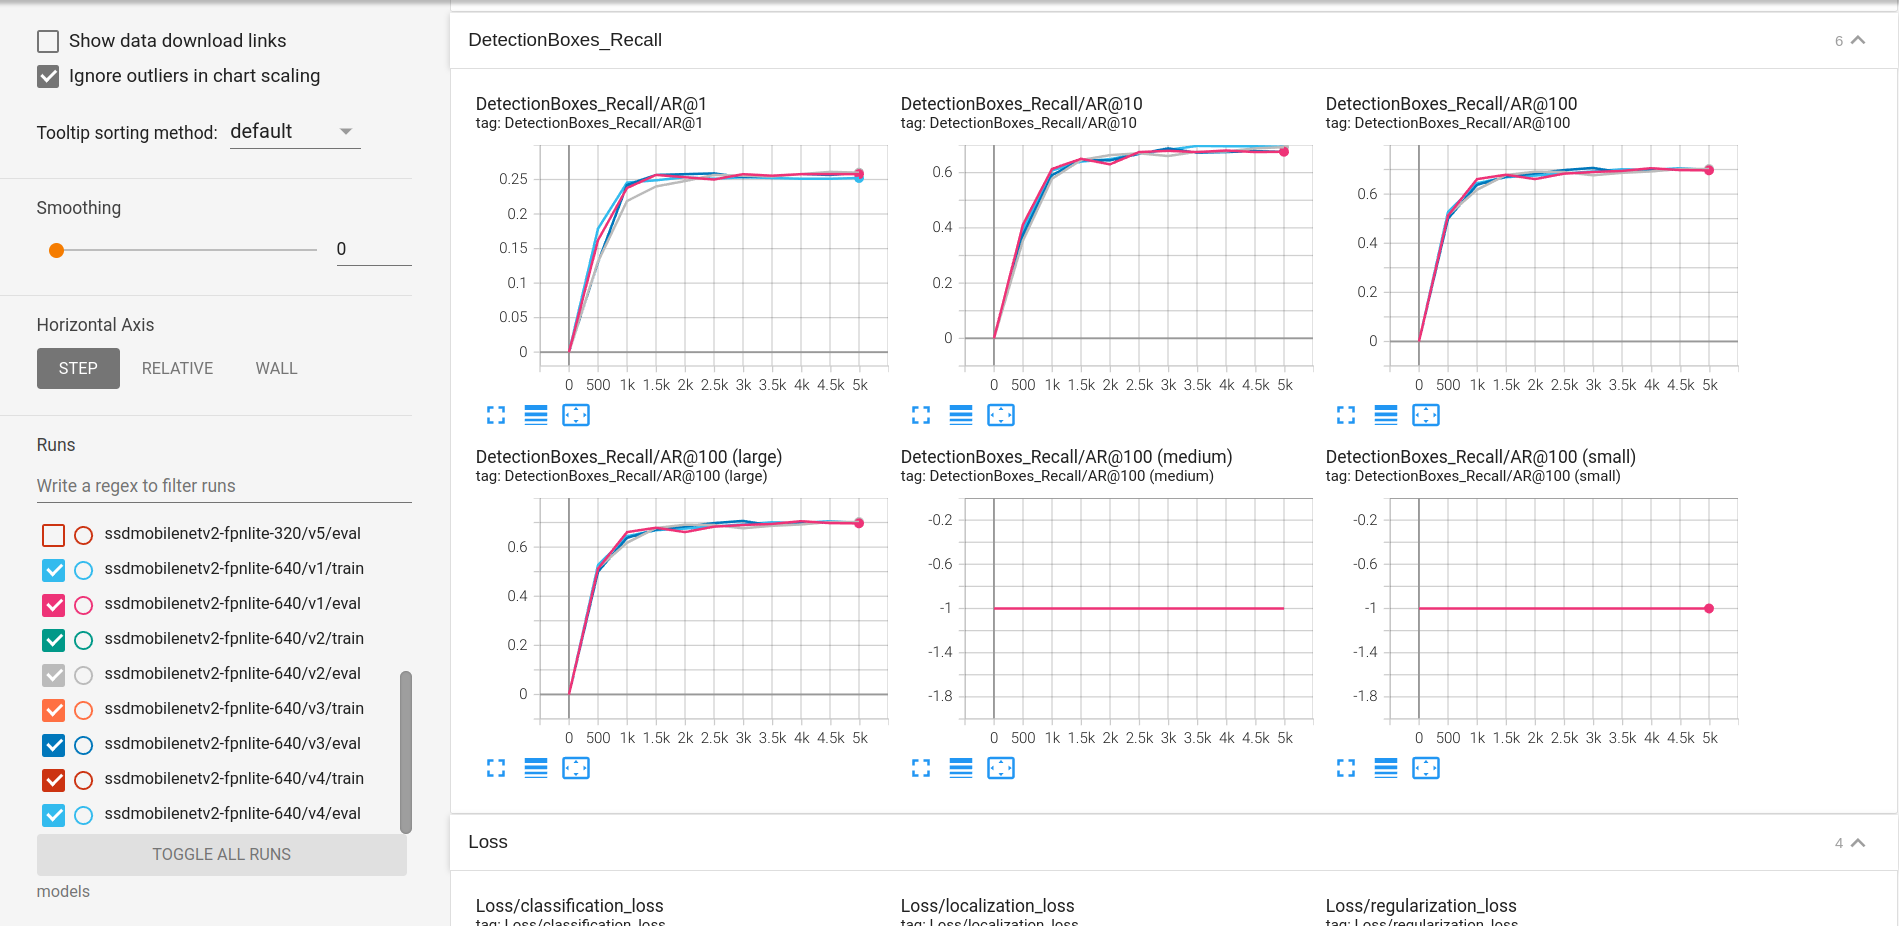 Show data download links
Ignore outliers in chart scaling
Tooltip sorting method: default
Smoothing
0
Horizontal Axis
STEP RELATIVE WALL
Runs
Write a regex to filter runs
ssdmobilenetv2-fpnlite-320/v5/eval
ssdmobilenetv2-fpnlite-640/v1/train
ssdmobilenetv2-fpnlite-640/v1/eval
ssdmobilenetv2-fpnlite-640/v2/train
ssdmobilenetv2-fpnlite-640/v2/eval
ssdmobilenetv2-fpnlite-640/v3/train
ssdmobilenetv2-fpnlite-640/v3/eval
ssdmobilenetv2-fpnlite-640/v4/train
ssdmobilenetv2-fpnlite-640/v4/eval
TOGGLE ALL RUNS
models
DetectionBoxes_Recall
6
DetectionBoxes_Recall/AR@1
tag: DetectionBoxes_Recall/AR@1
0.25
0.2
0.15
0.1
0.05
0
0 500 1k 1.5k 2k 2.5k 3k 3.5k 4k 4.5k 5k
DetectionBoxes_Recall/AR@10
tag: DetectionBoxes_Recall/AR@10
0.6
0.4
0.2
0
0 500 1k 1.5k 2k 2.5k 3k 3.5k 4k 4.5k 5k
DetectionBoxes_Recall/AR@100
tag: DetectionBoxes_Recall/AR@100
0.6
0.4
0.2
0
0 500 1k 1.5k 2k 2.5k 3k 3.5k 4k 4.5k 5k
DetectionBoxes_Recall/AR@100 (large)
tag: DetectionBoxes_Recall/AR@100 (large)
0.6
0.4
0.2
0
0 500 1k 1.5k 2k 2.5k 3k 3.5k 4k 4.5k 5k
DetectionBoxes_Recall/AR@100 (medium)
tag: DetectionBoxes_Recall/AR@100 (medium)
-0.2
-0.6
-1
-1.4
-1.8
0 500 1k 1.5k 2k 2.5k 3k 3.5k 4k 4.5k 5k
DetectionBoxes_Recall/AR@100 (small)
tag: DetectionBoxes_Recall/AR@100 (small)
-0.2
-0.6
-1
-1.4
-1.8
0 500 1k 1.5k 2k 2.5k 3k 3.5k 4k 4.5k 5k
Loss
4
Loss/classification_loss
tag: Loss/classification_loss
Loss/localization_loss
tag: Loss/localization_loss
Loss/regularization_loss
tag: Loss/regularization_loss